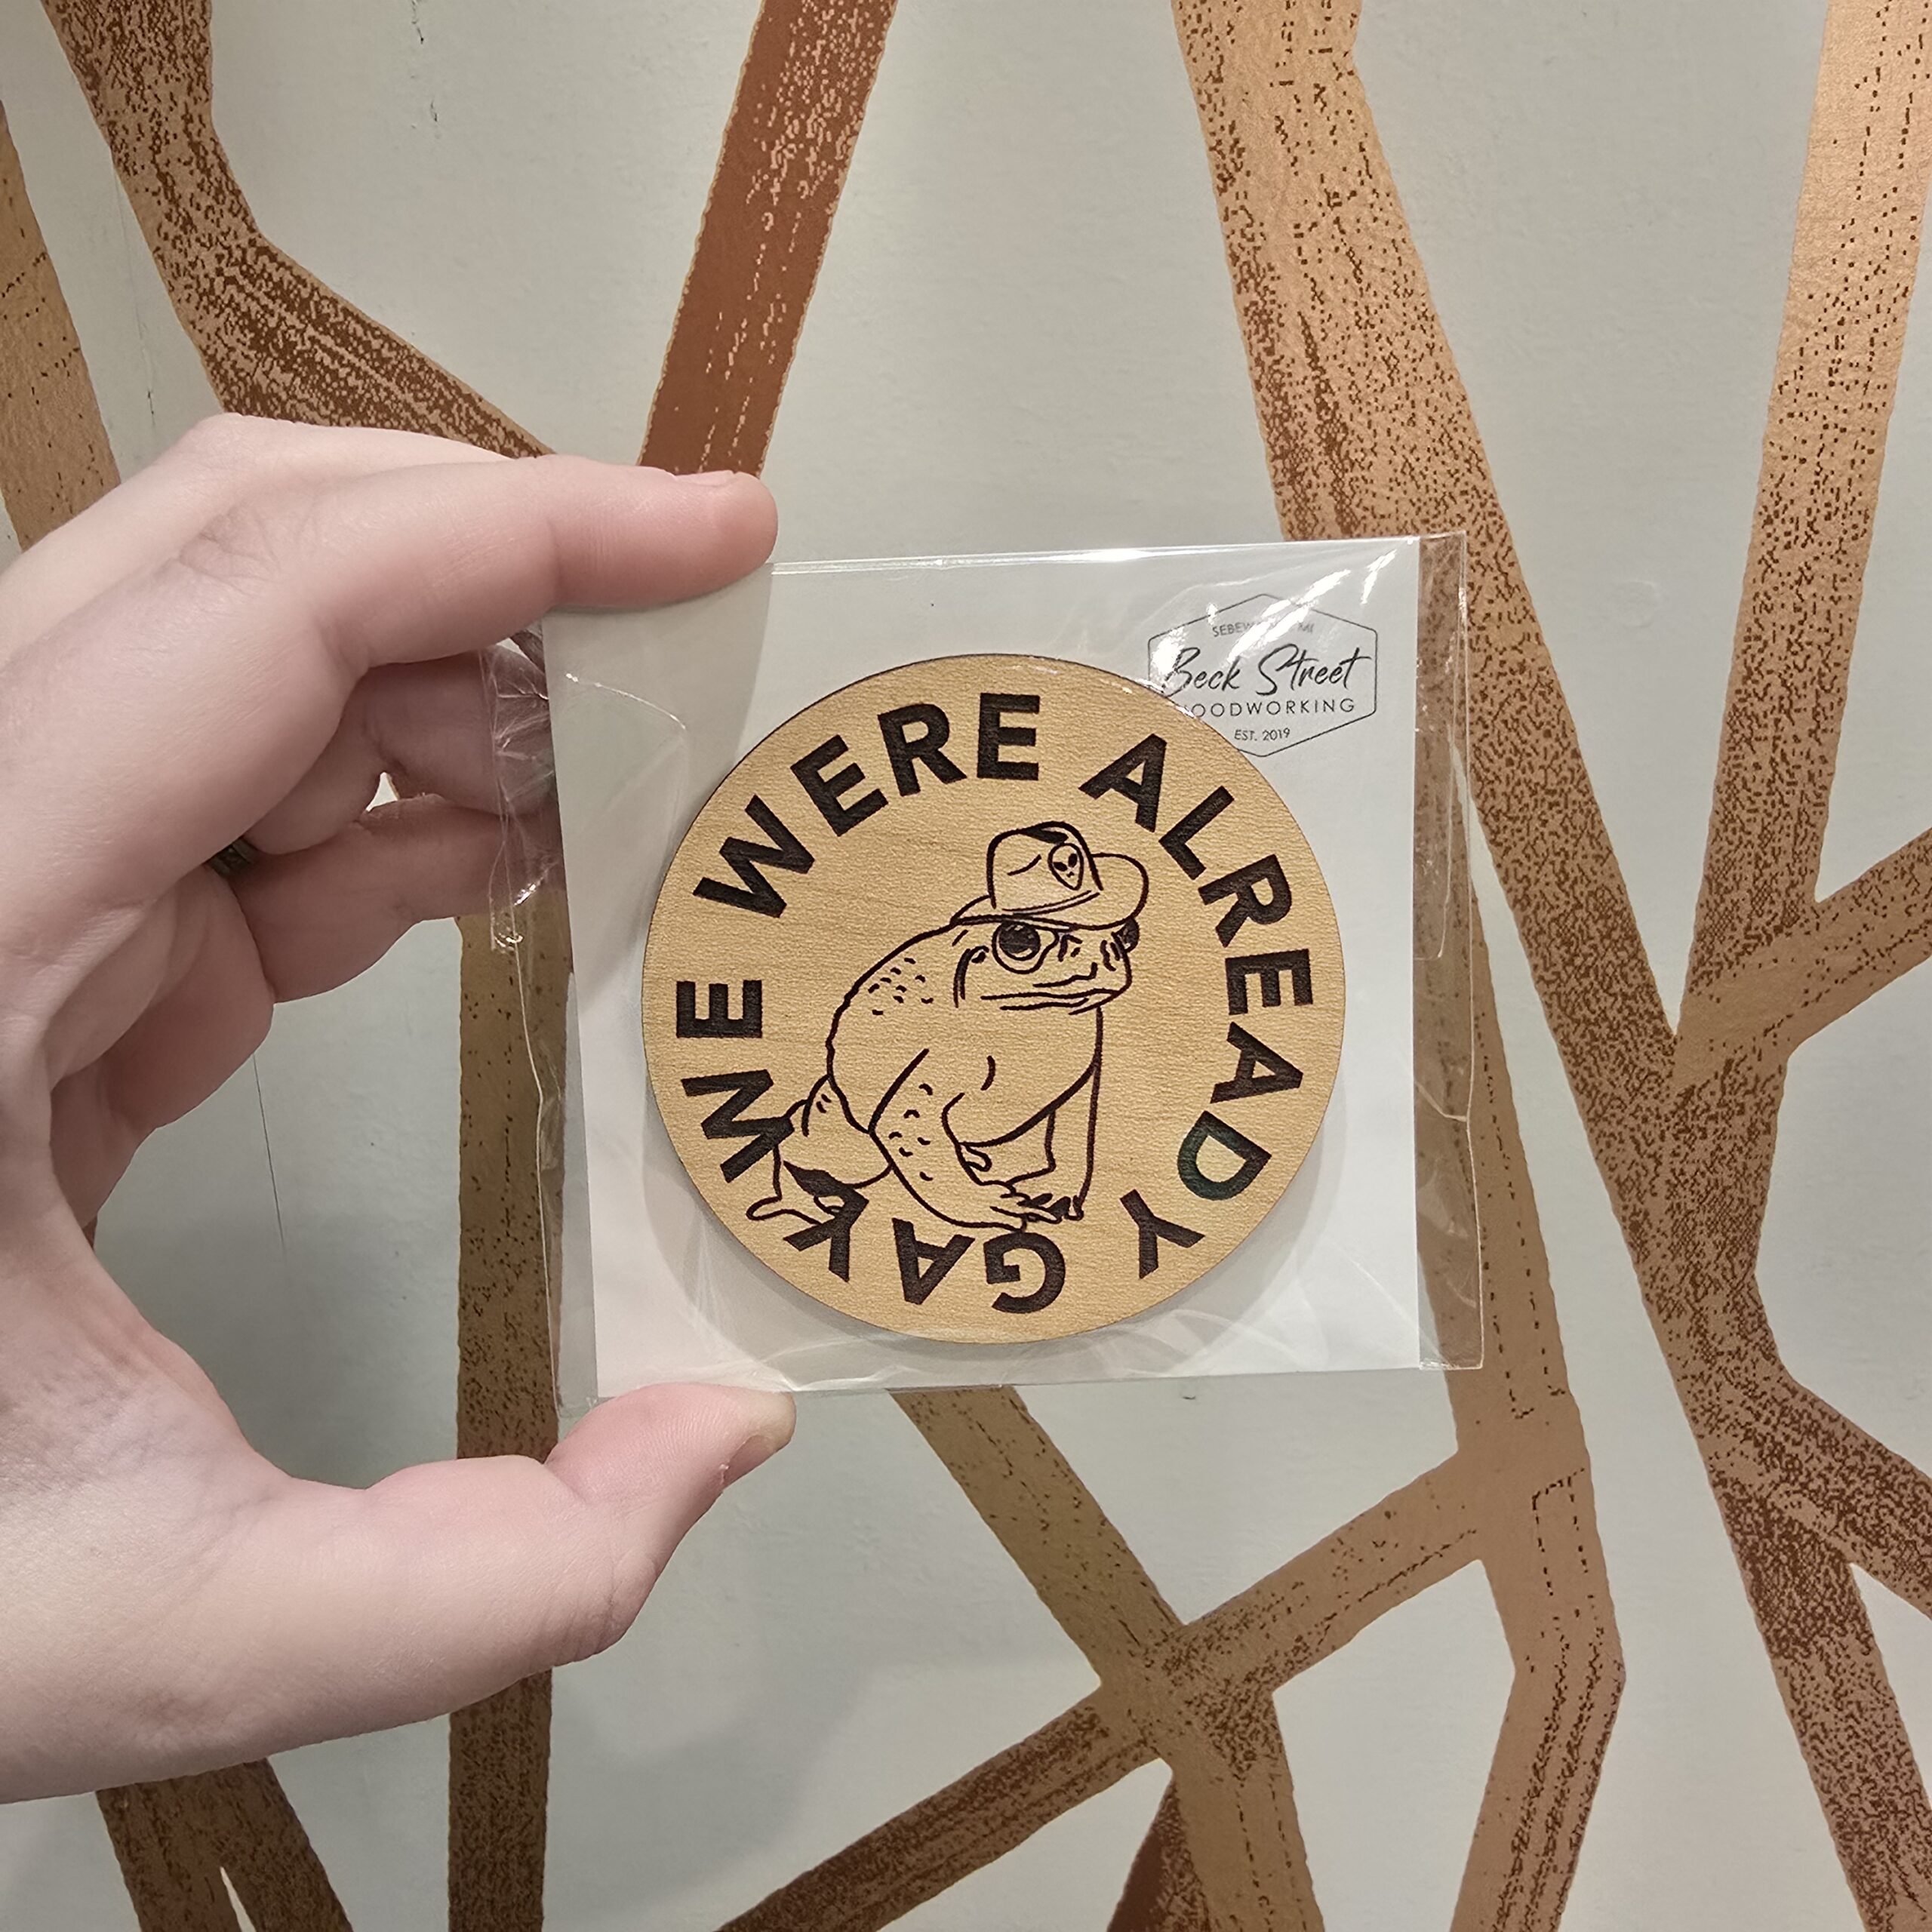 WE WERE ALREADY GAY
Beck Street
WOODWORKING
EST. 2019